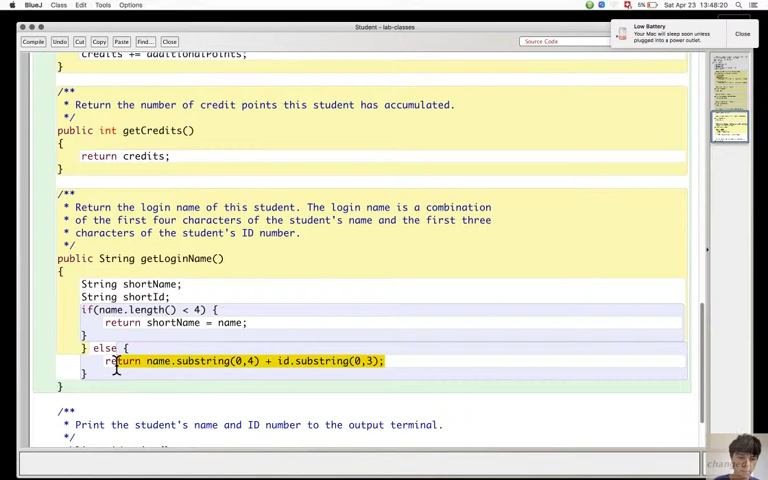 BlueJ Class Edit Tools Options 5% Sat Apr 23 13:48:20
Low Battery
Your Mac will sleep soon unless
plugged into a power outlet.
Close
Student - lab-classes
Compile Undo Cut Copy Paste Find... Close Source Code
credits += additionalPoints;
}
/**
* Return the number of credit points this student has accumulated.
*/
public int getCredits()
{
return credits;
}
/**
* Return the login name of this student. The login name is a combination
* of the first four characters of the student's name and the first three
* characters of the student's ID number.
*/
public String getLoginName()
{
String shortName;
String shortId;
if(name.length() < 4) {
return shortName = name;
}
} else {
return name.substring(0,4) + id.substring(0,3);
}
}
/**
* Print the student's name and ID number to the output terminal.
changed